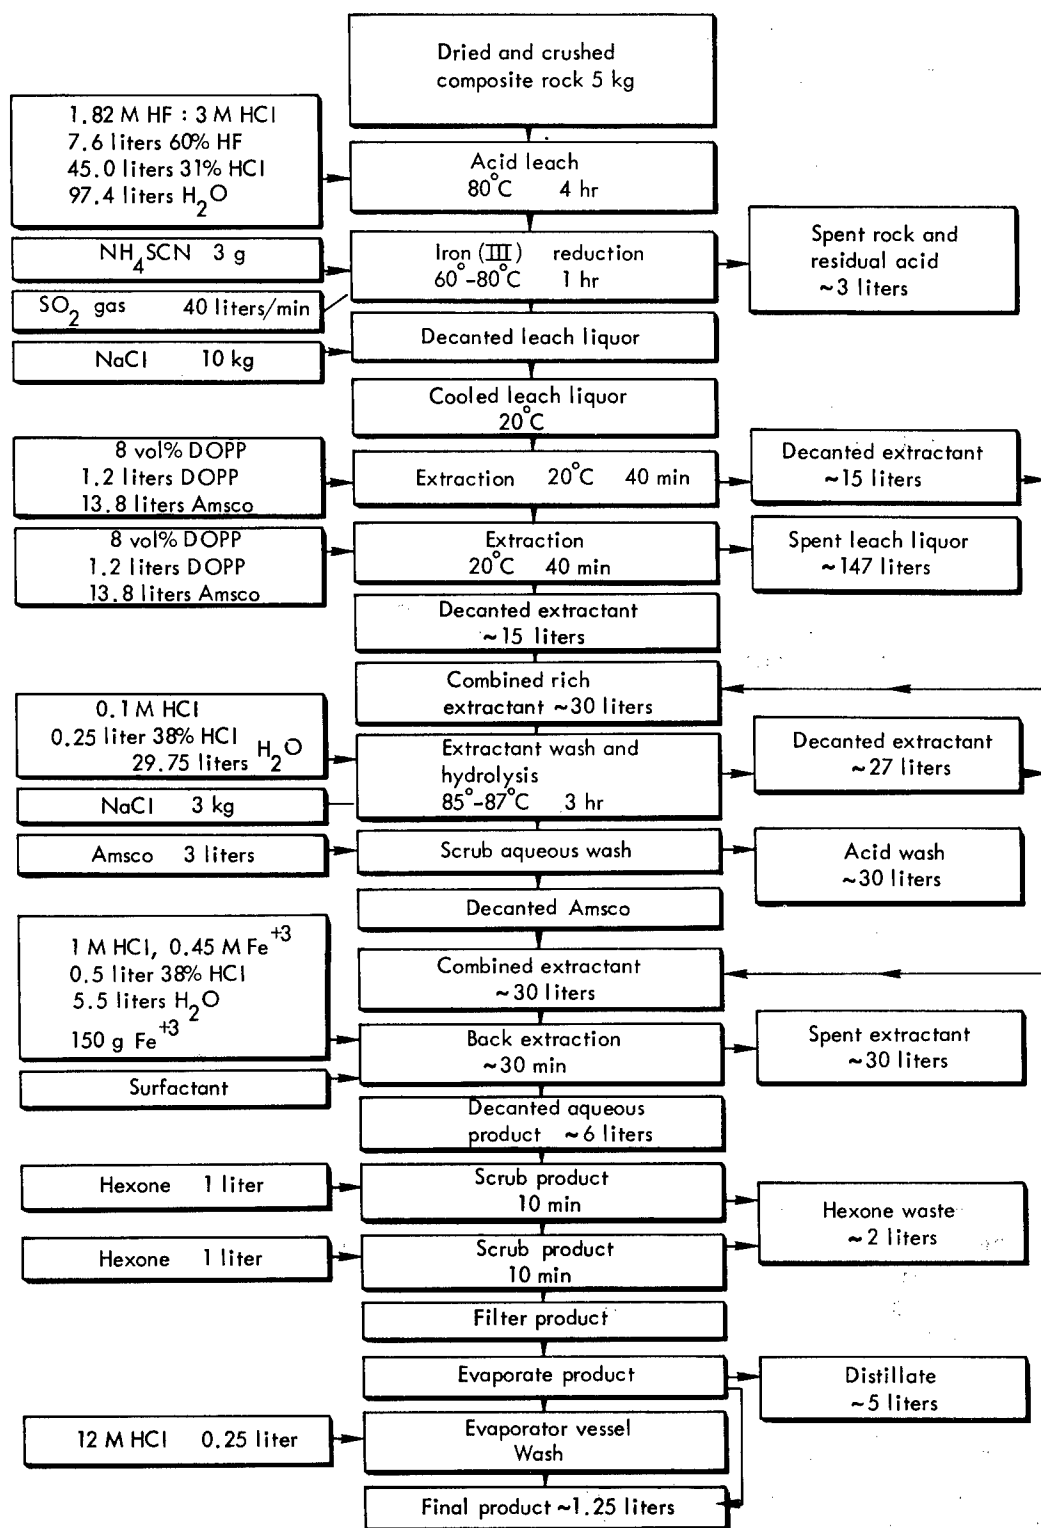 Dried and crushed
composite rock 5 kg
1.82 M HF : 3 M HCl
7.6 liters 60% HF
45.0 liters 31% HCl
97.4 liters H2O
Acid leach
80°C 4 hr
NH4SCN 3 g
SO2 gas 40 liters/min
Iron (III) reduction
60°-80°C 1 hr
Spent rock and
residual acid
~3 liters
NaCl 10 kg
Decanted leach liquor
Cooled leach liquor
20°C
8 vol% DOPP
1.2 liters DOPP
13.8 liters Amsco
Extraction 20°C 40 min
Decanted extractant
~15 liters
8 vol% DOPP
1.2 liters DOPP
13.8 liters Amsco
Extraction
20°C 40 min
Spent leach liquor
~147 liters
Decanted extractant
~15 liters
Combined rich
extractant ~30 liters
0.1 M HCl
0.25 liter 38% HCl
29.75 liters H2O
NaCl 3 kg
Extractant wash and
hydrolysis
85°-87°C 3 hr
Decanted extractant
~27 liters
Amsco 3 liters
Scrub aqueous wash
Acid wash
~30 liters
Decanted Amsco
Combined extractant
~30 liters
1 M HCl, 0.45 M Fe+3
0.5 liter 38% HCl
5.5 liters H2O
150 g Fe+3
Surfactant
Back extraction
~30 min
Spent extractant
~30 liters
Decanted aqueous
product ~6 liters
Hexone 1 liter
Scrub product
10 min
Hexone waste
~2 liters
Hexone 1 liter
Scrub product
10 min
Filter product
Evaporate product
Distillate
~5 liters
12 M HCl 0.25 liter
Evaporator vessel
Wash
Final product ~1.25 liters